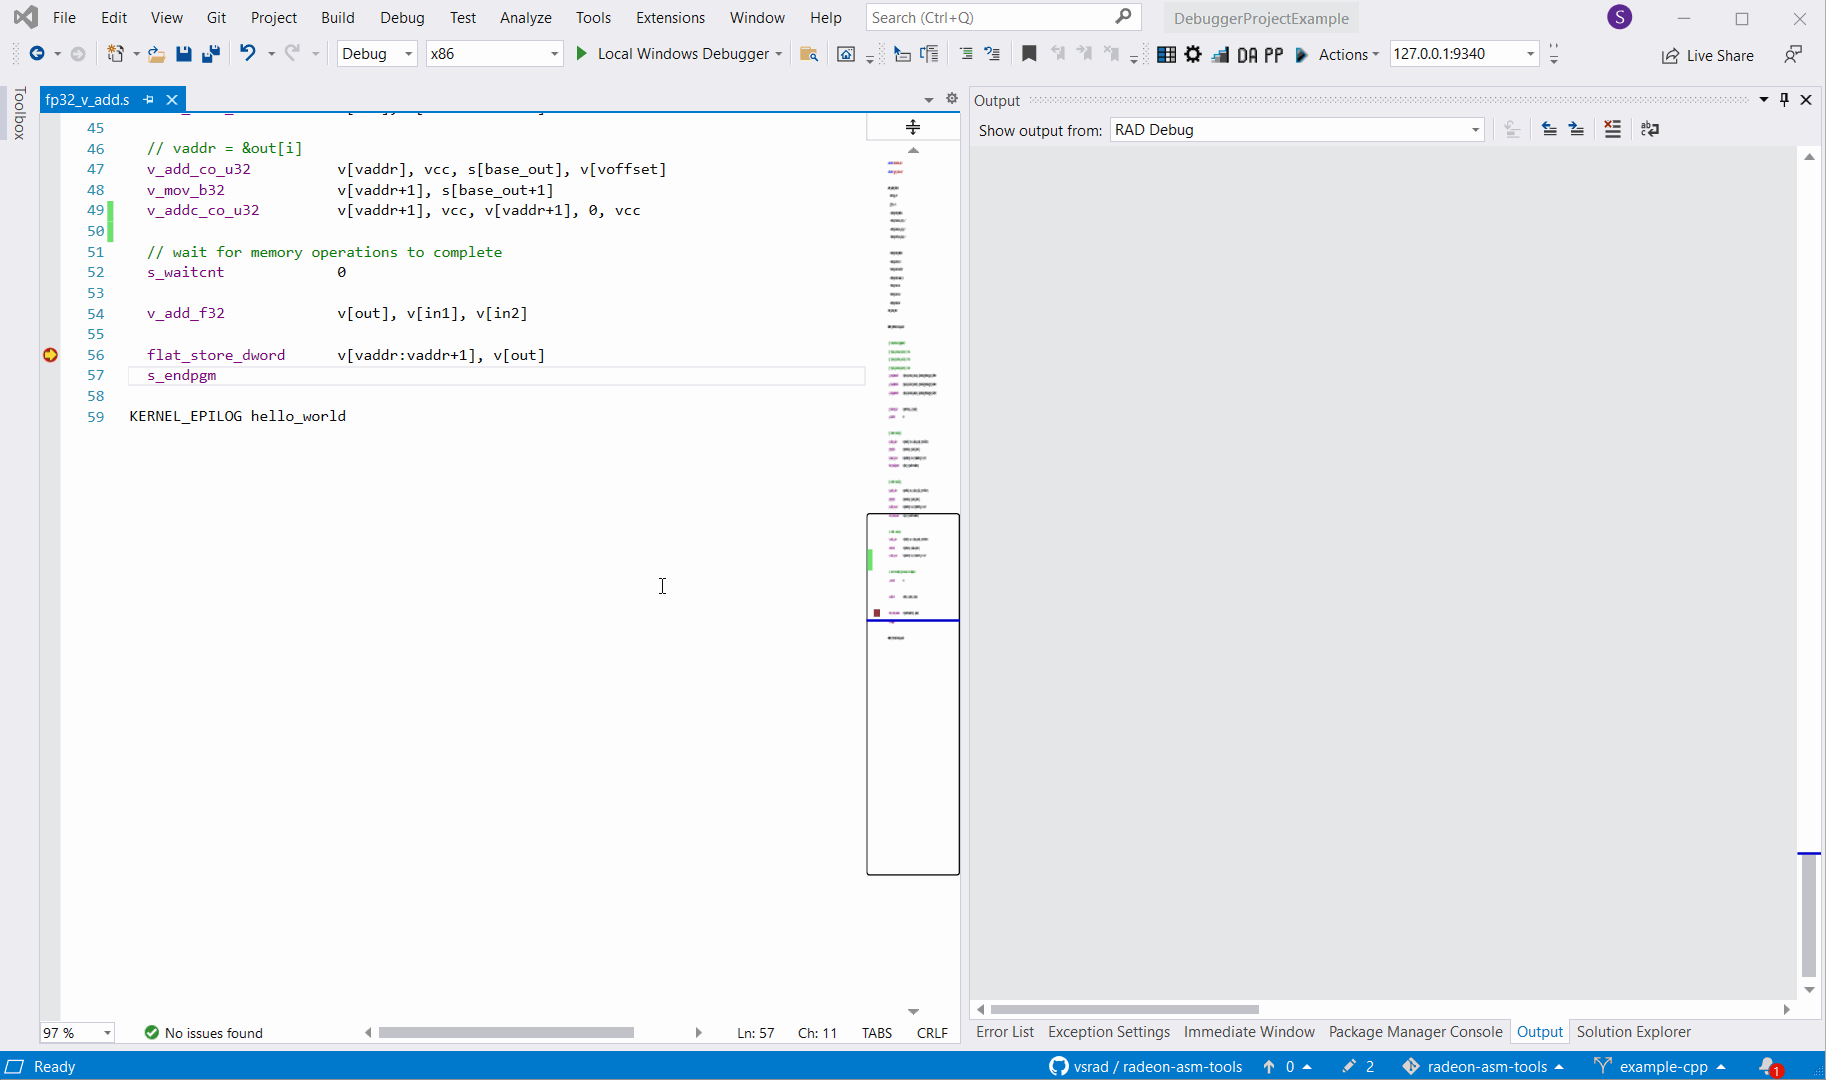 File Edit View Git Project Build Debug Test Analyze Tools Extensions Window Help Search (Ctrl+Q) DebuggerProjectExample S
Debug x86 Local Windows Debugger DA PP Actions 127.0.0.1:9340 Live Share
Toolbox
fp32_v_add.s
45
46 // vaddr = &out[i]
47 v_add_co_u32 v[vaddr], vcc, s[base_out], v[voffset]
48 v_mov_b32 v[vaddr+1], s[base_out+1]
49 v_addc_co_u32 v[vaddr+1], vcc, v[vaddr+1], 0, vcc
50
51 // wait for memory operations to complete
52 s_waitcnt 0
53
54 v_add_f32 v[out], v[in1], v[in2]
55
56 flat_store_dword v[vaddr:vaddr+1], v[out]
57 s_endpgm
58
59 KERNEL_EPILOG hello_world
97 % No issues found Ln: 57 Ch: 11 TABS CRLF
Output
Show output from: RAD Debug
Error List Exception Settings Immediate Window Package Manager Console Output Solution Explorer
Ready vsrad / radeon-asm-tools 0 2 radeon-asm-tools example-cpp 1